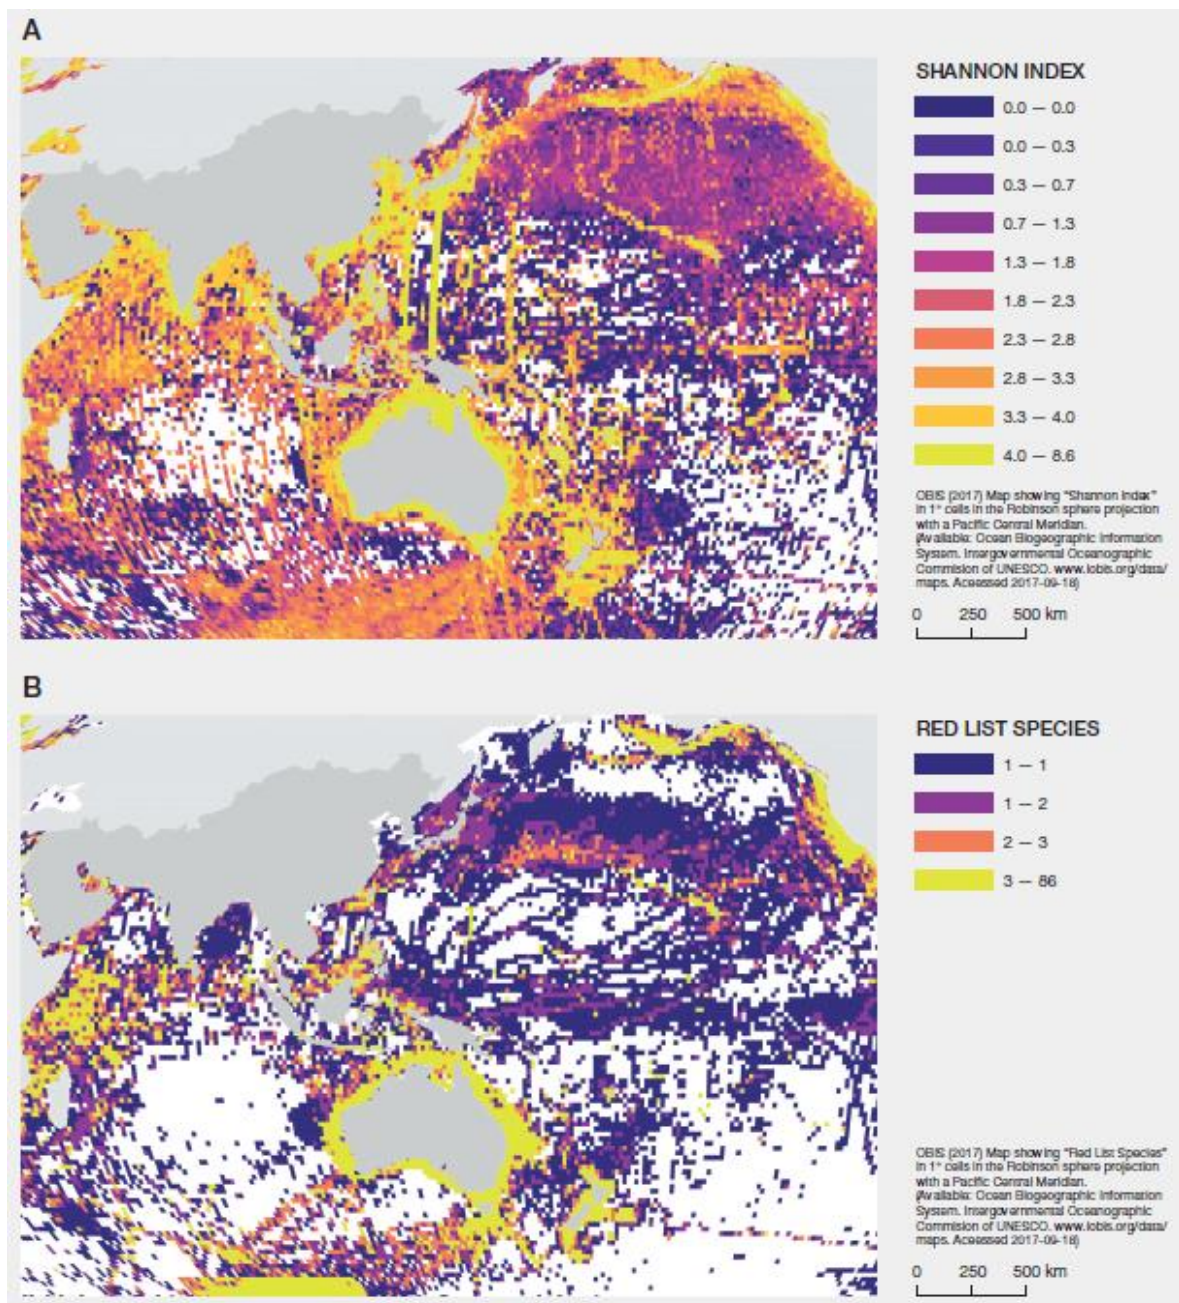 A
SHANNON INDEX
0.0 — 0.0
0.0 — 0.3
0.3 — 0.7
0.7 — 1.3
1.3 — 1.8
1.8 — 2.3
2.3 — 2.8
2.8 — 3.3
3.3 — 4.0
4.0 — 8.6
OBIS (2017) Map showing "Shannon Index"
in 1° cells in the Robinson sphere projection
with a Pacific Central Meridian.
(Available: Ocean Biogeographic Information
System. Intergovernmental Oceanographic
Commision of UNESCO. www.iobis.org/data/
maps. Acessed 2017-09-18)
0 250 500 km
B
RED LIST SPECIES
1 — 1
1 — 2
2 — 3
3 — 86
OBIS (2017) Map showing "Red List Species"
in 1° cells in the Robinson sphere projection
with a Pacific Central Meridian.
(Available: Ocean Biogeographic Information
System. Intergovernmental Oceanographic
Commision of UNESCO. www.iobis.org/data/
maps. Acessed 2017-09-18)
0 250 500 km